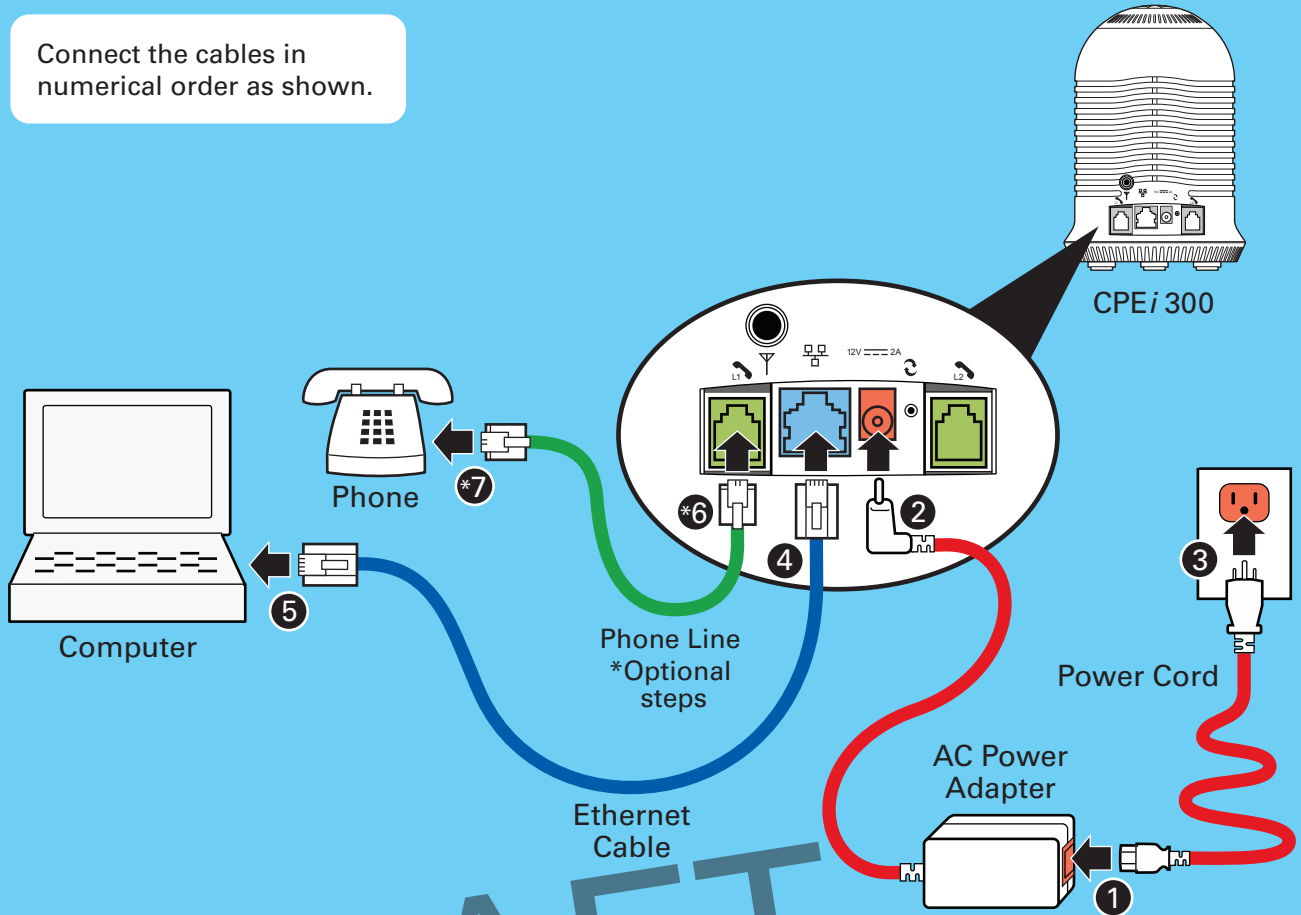 Connect the cables in
numerical order as shown.
CPEi 300
12V 2A
L1
L2
Phone
*7
*6
2
4
3
5
Computer
Phone Line
*Optional
steps
Power Cord
AC Power
Adapter
Ethernet
Cable
1